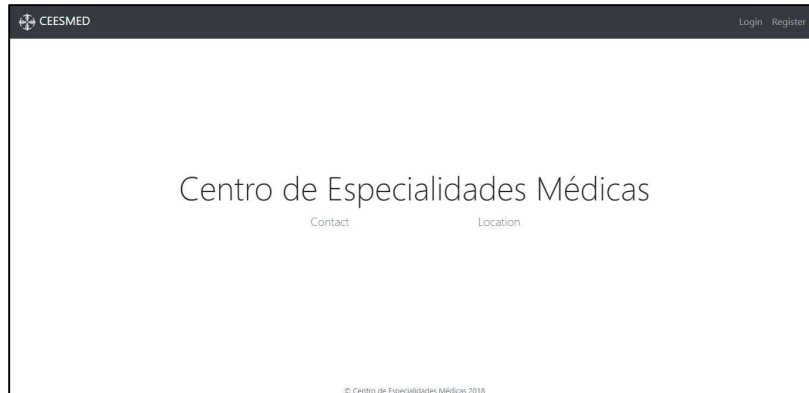 CEESMED
Login Register
Centro de Especialidades Médicas
Contact Location
© Centro de Especialidades Médicas 2018